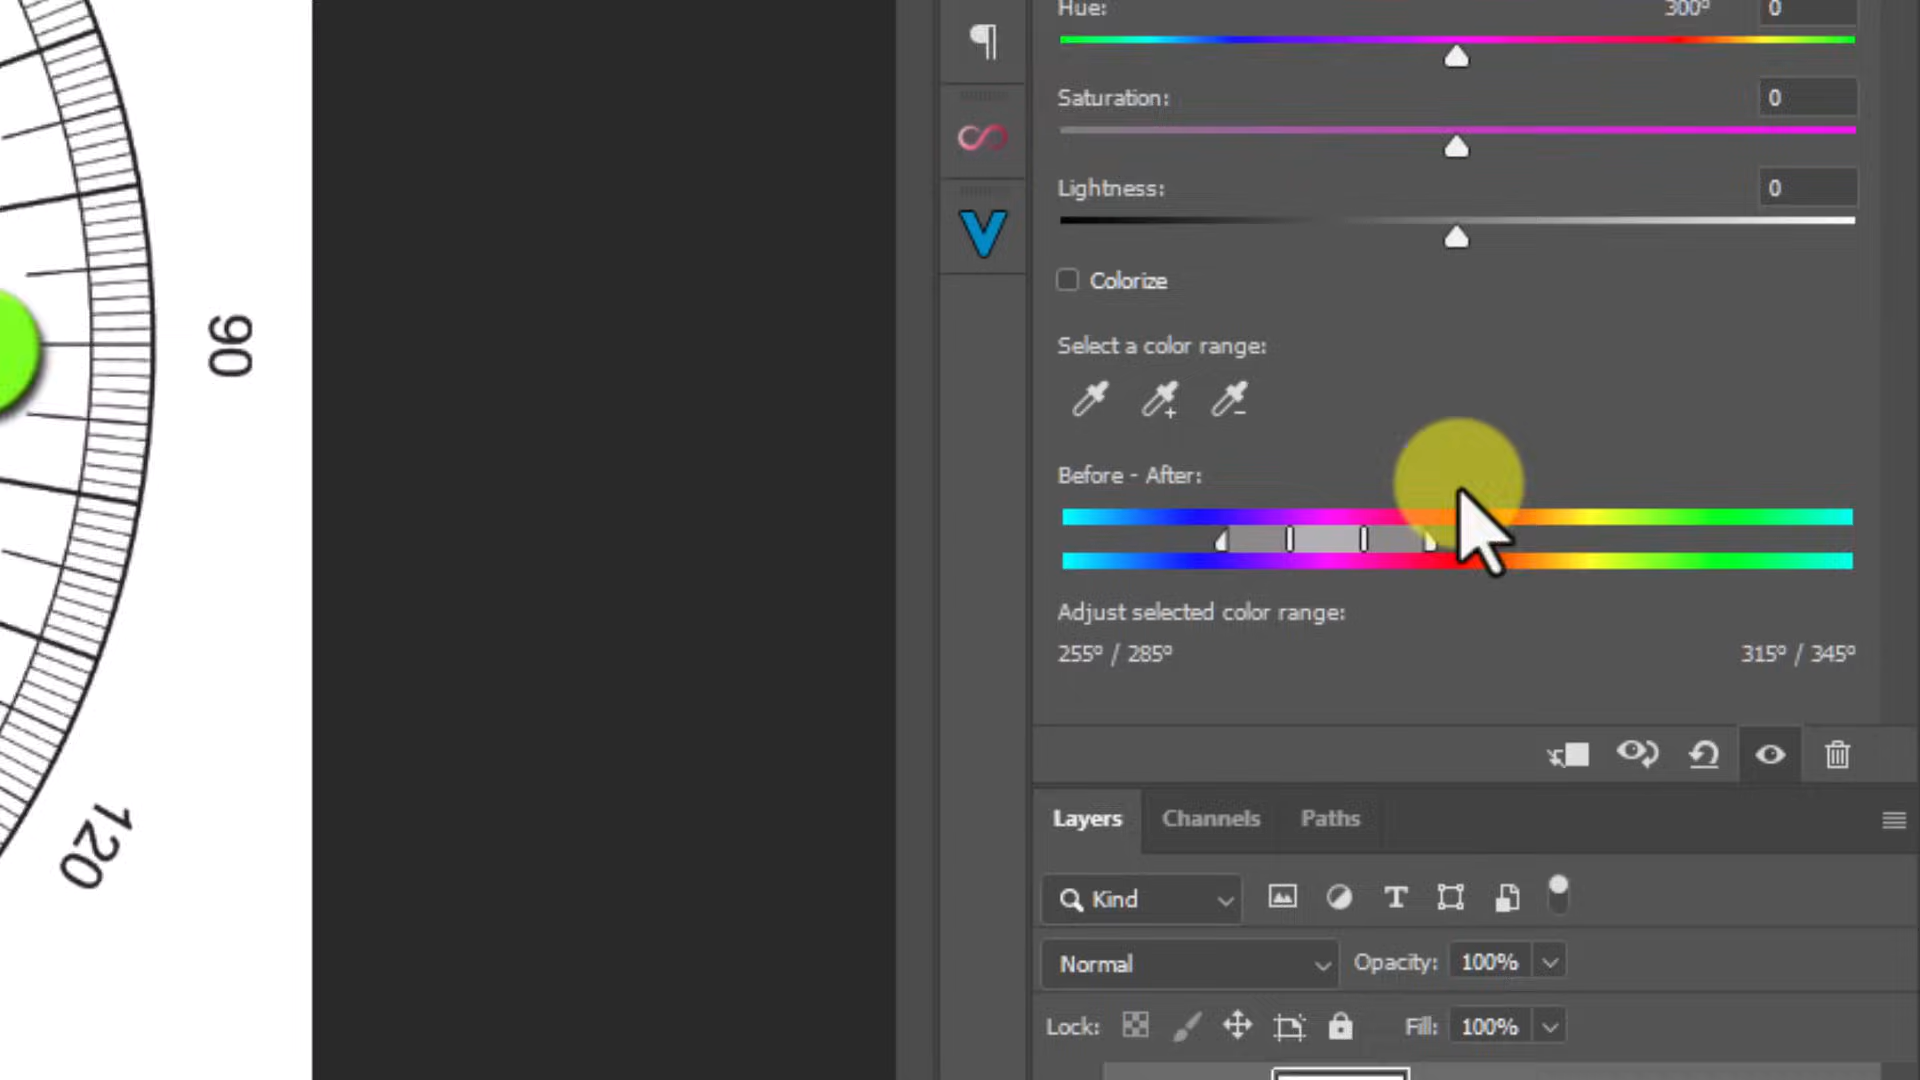 Hue: 300° 0
Saturation: 0
Lightness: 0
Colorize
Select a color range:
Before - After:
Adjust selected color range:
255° / 285° 315° / 345°
Layers Channels Paths
Kind
Normal Opacity: 100%
Lock: Fill: 100%
90
120